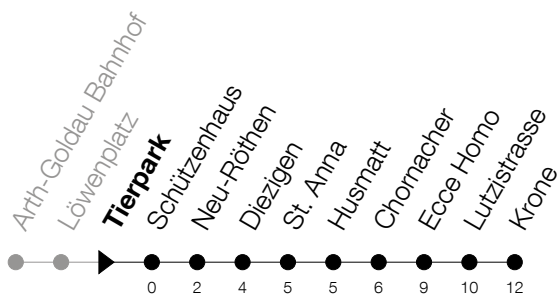 Arth-Goldau Bahnhof
Löwenplatz
Tierpark
Schützenhaus
Neu-Röthen
Diezigen
St. Anna
Husmatt
Chornacher
Ecce Homo
Lutzistrasse
Krone
0 2 4 5 5 6 9 10 12